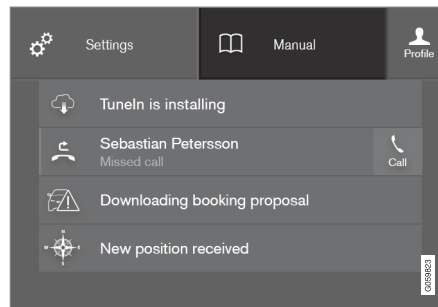 Settings
Manual
Profile
TuneIn is installing
Sebastian Petersson
Missed call
Call
Downloading booking proposal
New position received
G059823